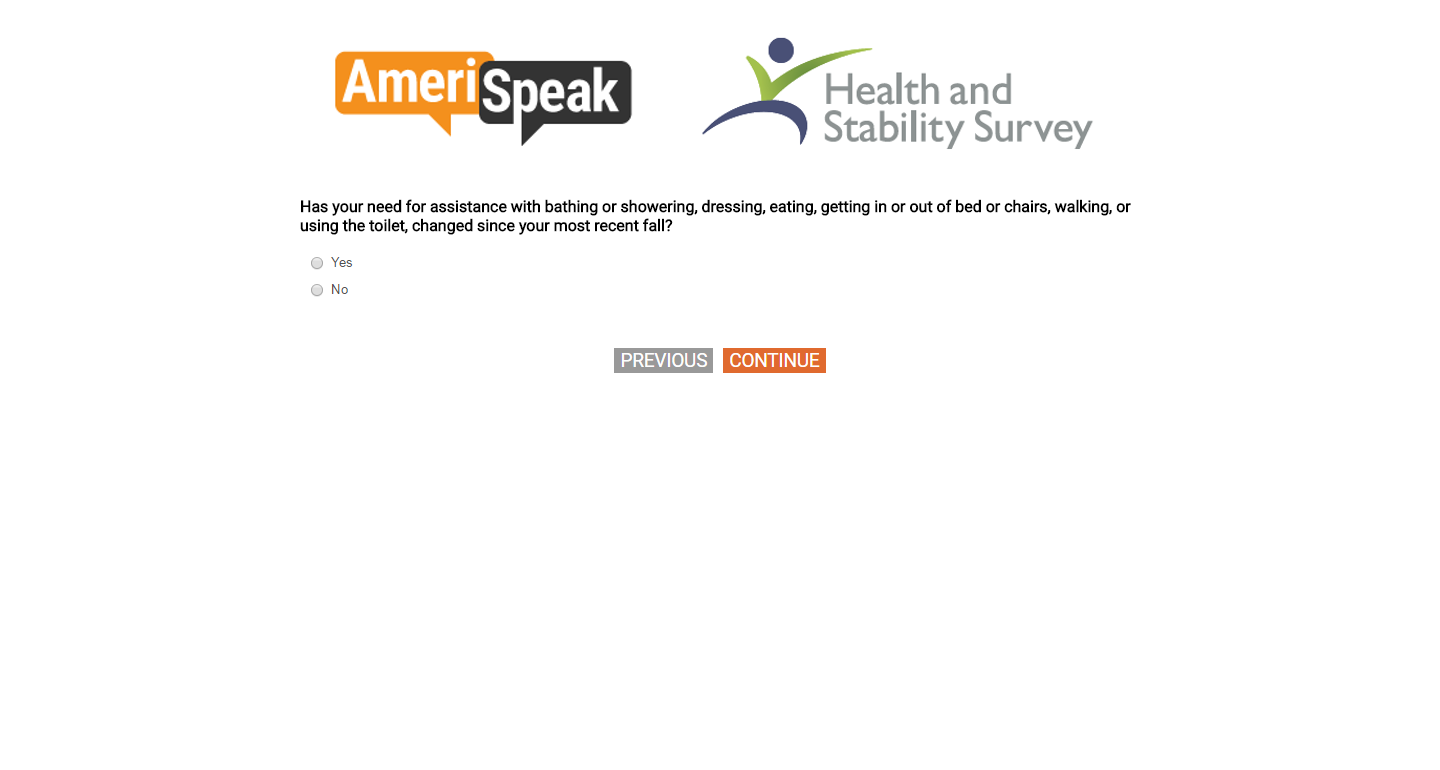 AmeriSpeak
Health and
Stability Survey
Has your need for assistance with bathing or showering, dressing, eating, getting in or out of bed or chairs, walking, or
using the toilet, changed since your most recent fall?
Yes
No
PREVIOUS CONTINUE